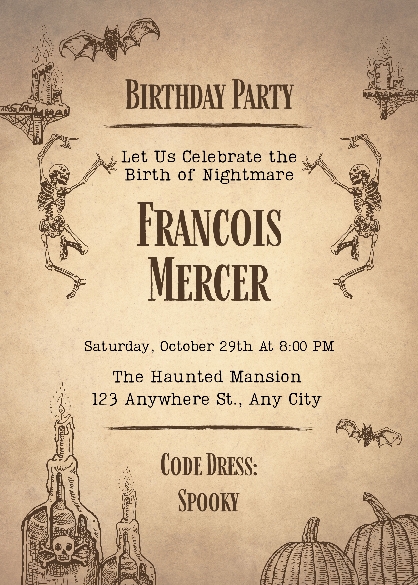 Birthday Party
Let Us Celebrate the
Birth of Nightmare
Francois
Mercer
Saturday, October 29th At 8:00 PM
The Haunted Mansion
123 Anywhere St., Any City
Code Dress:
Spooky